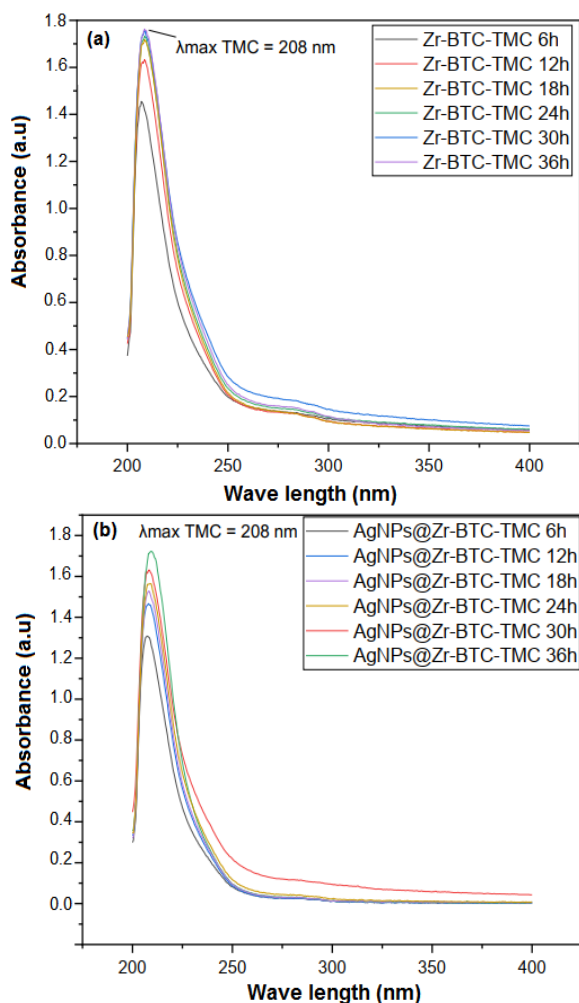 (a)
λmax TMC = 208 nm
Zr-BTC-TMC 6h
Zr-BTC-TMC 12h
Zr-BTC-TMC 18h
Zr-BTC-TMC 24h
Zr-BTC-TMC 30h
Zr-BTC-TMC 36h
Absorbance (a.u)
1.8
1.6
1.4
1.2
1.0
0.8
0.6
0.4
0.2
0.0
200 250 300 350 400
Wave length (nm)
(b)
λmax TMC = 208 nm
AgNPs@Zr-BTC-TMC 6h
AgNPs@Zr-BTC-TMC 12h
AgNPs@Zr-BTC-TMC 18h
AgNPs@Zr-BTC-TMC 24h
AgNPs@Zr-BTC-TMC 30h
AgNPs@Zr-BTC-TMC 36h
Absorbance (a.u)
1.8
1.6
1.4
1.2
1.0
0.8
0.6
0.4
0.2
0.0
200 250 300 350 400
Wave length (nm)